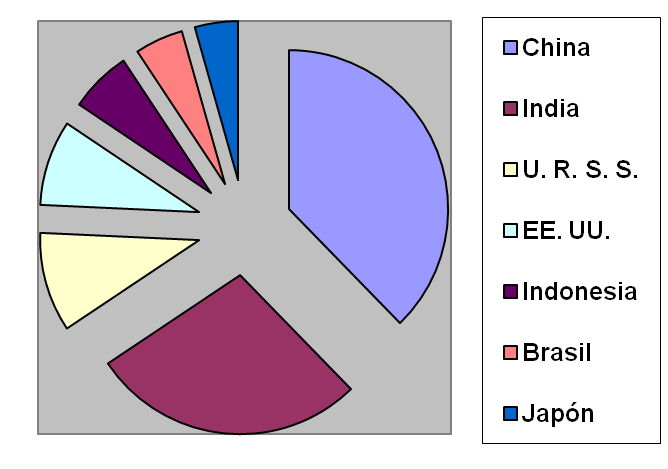 China
India
U. R. S. S.
EE. UU.
Indonesia
Brasil
Japón